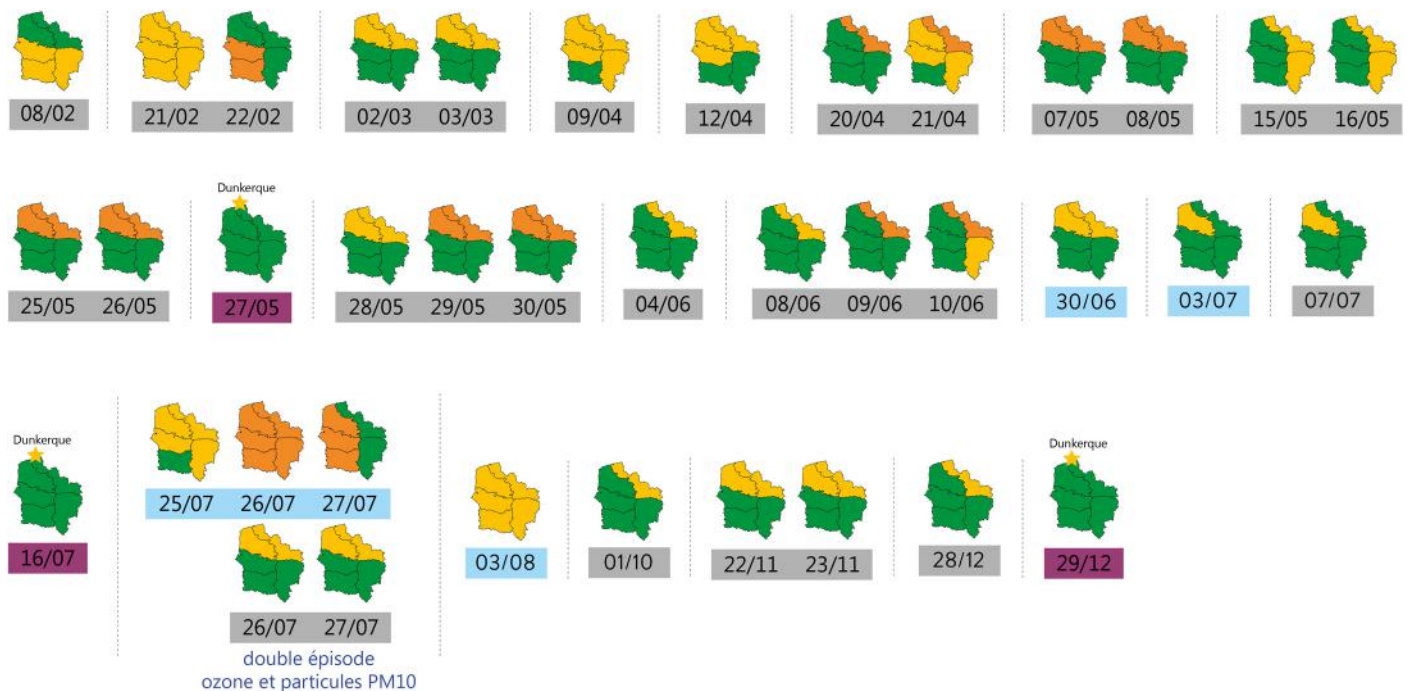 08/02 21/02 22/02 02/03 03/03 09/04 12/04 20/04 21/04 07/05 08/05 15/05 16/05
Dunkerque
25/05 26/05 27/05 28/05 29/05 30/05 04/06 08/06 09/06 10/06 30/06 03/07 07/07
Dunkerque
Dunkerque
25/07 26/07 27/07
16/07 03/08 01/10 22/11 23/11 28/12 29/12
26/07 27/07
double épisode
ozone et particules PM10